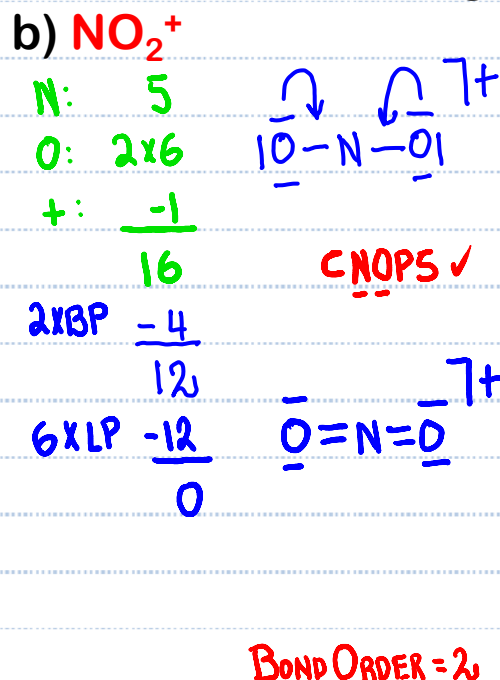 b) NO₂⁺
N: 5
O: 2x6
+: -1
16
2xBP -4
12
6xLP -12
0
|O-N-O| ⁊+
CNOPS ✓
O=N=O ⁊+
BOND ORDER = 2